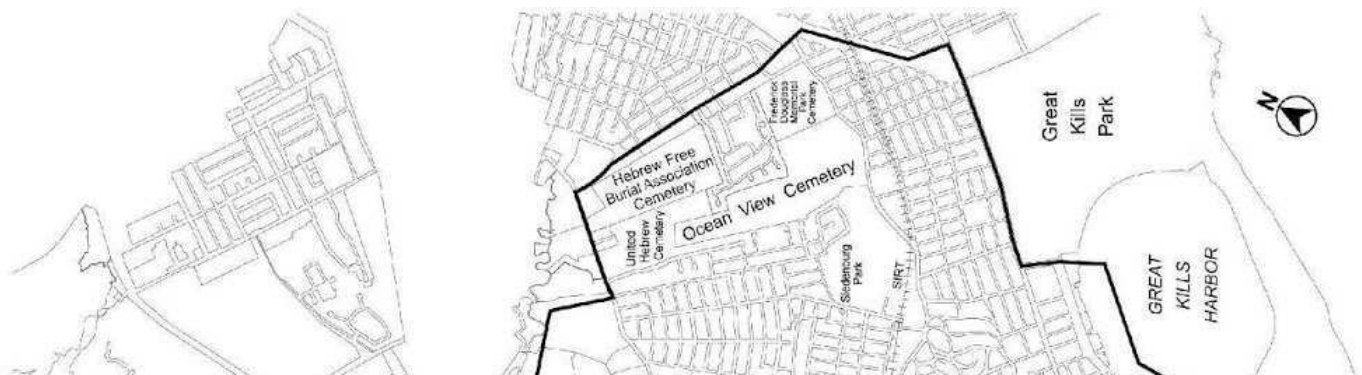 Frederick
Douglass
Memorial
Park
Cemetery
Great
Kills
Park
N
Hebrew Free
Burial Association
Cemetery
Ocean View Cemetery
United
Hebrew
Cemetery
Siedenburg
Park
SIRT
GREAT
KILLS
HARBOR